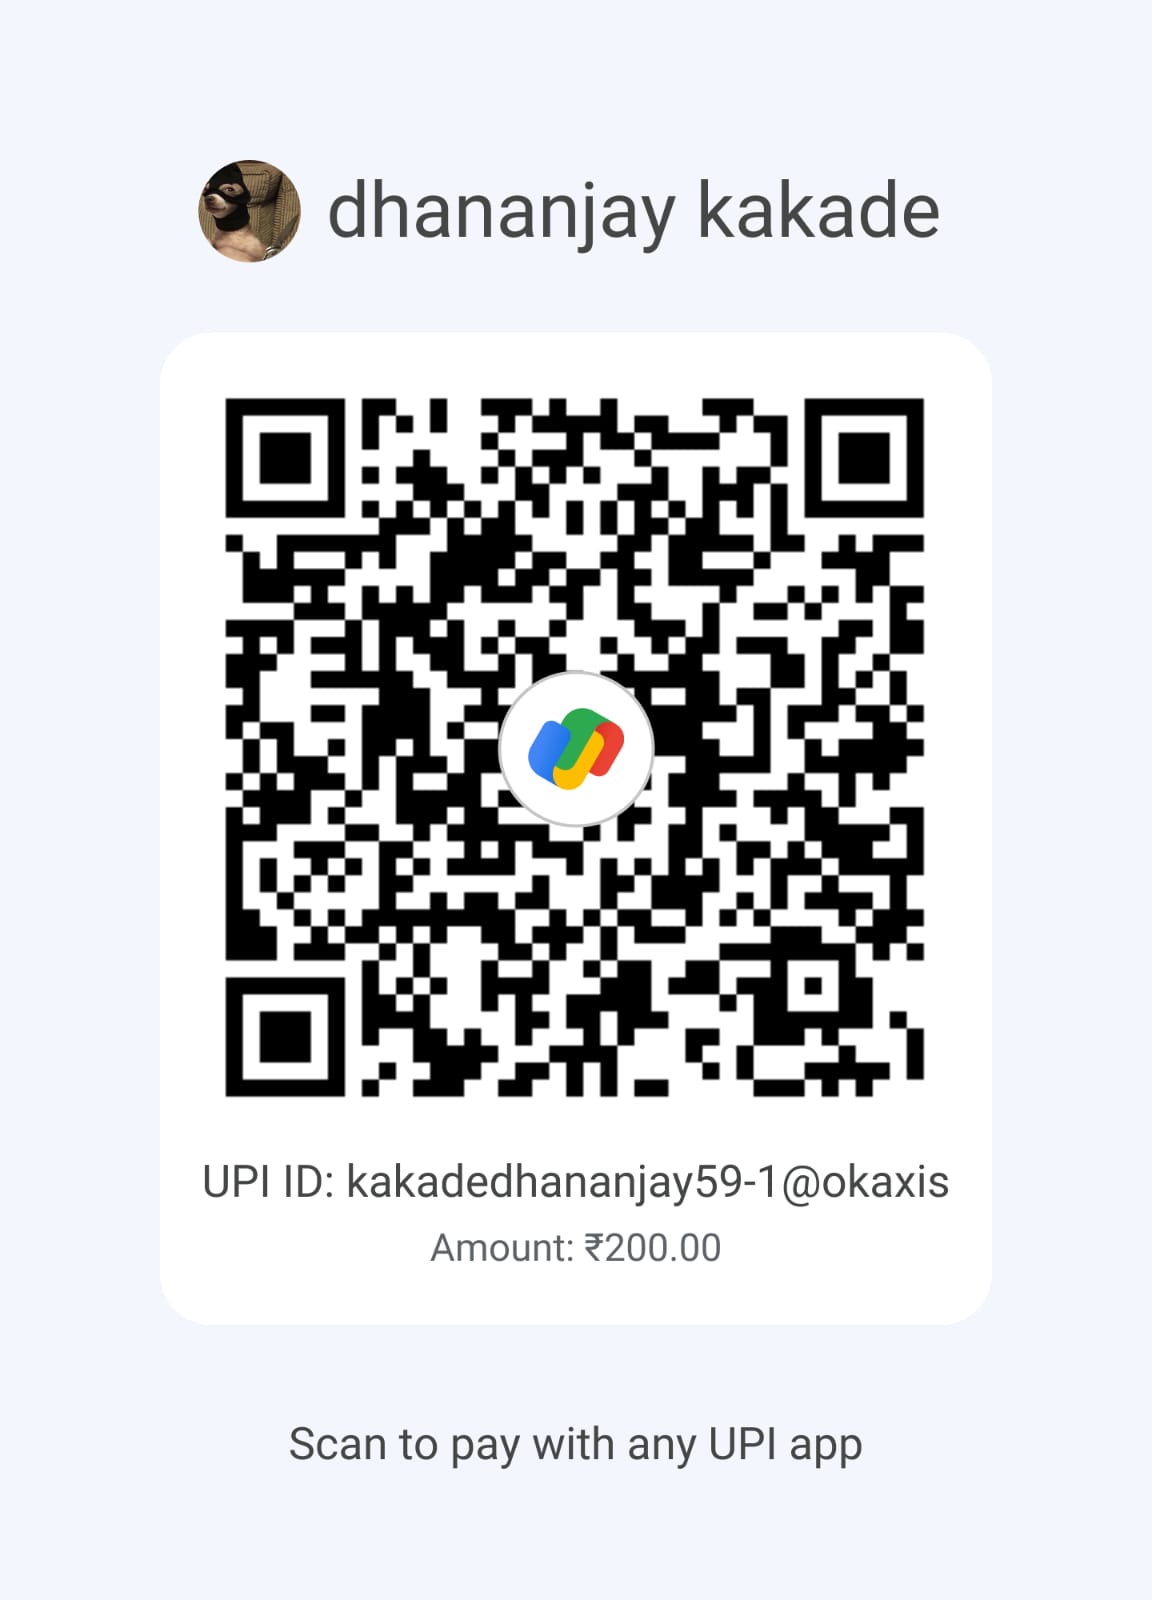 dhananjay kakade
UPI ID: kakadedhananjay59-1@okaxis
Amount: ₹200.00
Scan to pay with any UPI app